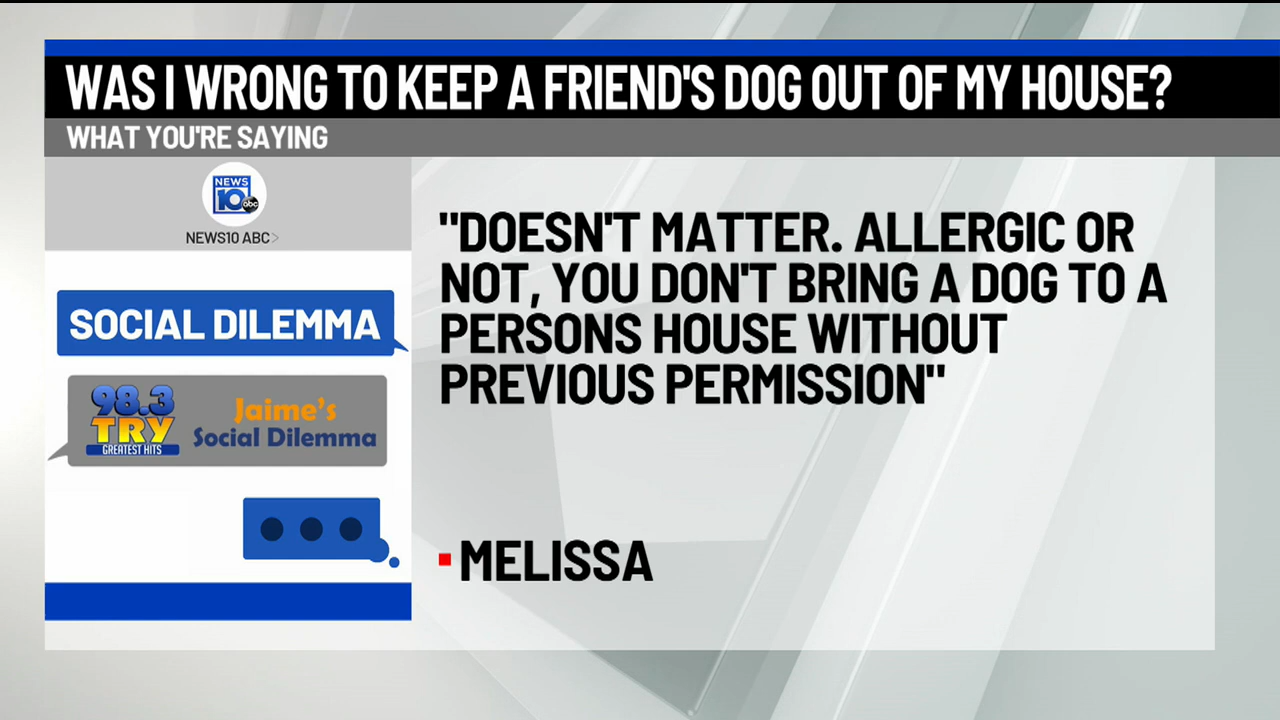 WAS I WRONG TO KEEP A FRIEND'S DOG OUT OF MY HOUSE?
WHAT YOU'RE SAYING
NEWS
10
abc
NEWS10 ABC>
SOCIAL DILEMMA
98.3
TRY
GREATEST HITS
Jaime's
Social Dilemma
"DOESN'T MATTER. ALLERGIC OR
NOT, YOU DON'T BRING A DOG TO A
PERSONS HOUSE WITHOUT
PREVIOUS PERMISSION"
MELISSA